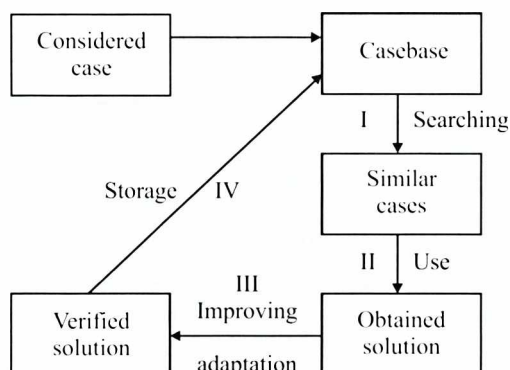 Considered
case
Casebase
I Searching
Similar
cases
Storage IV
II Use
III
Improving
adaptation
Verified
solution
Obtained
solution